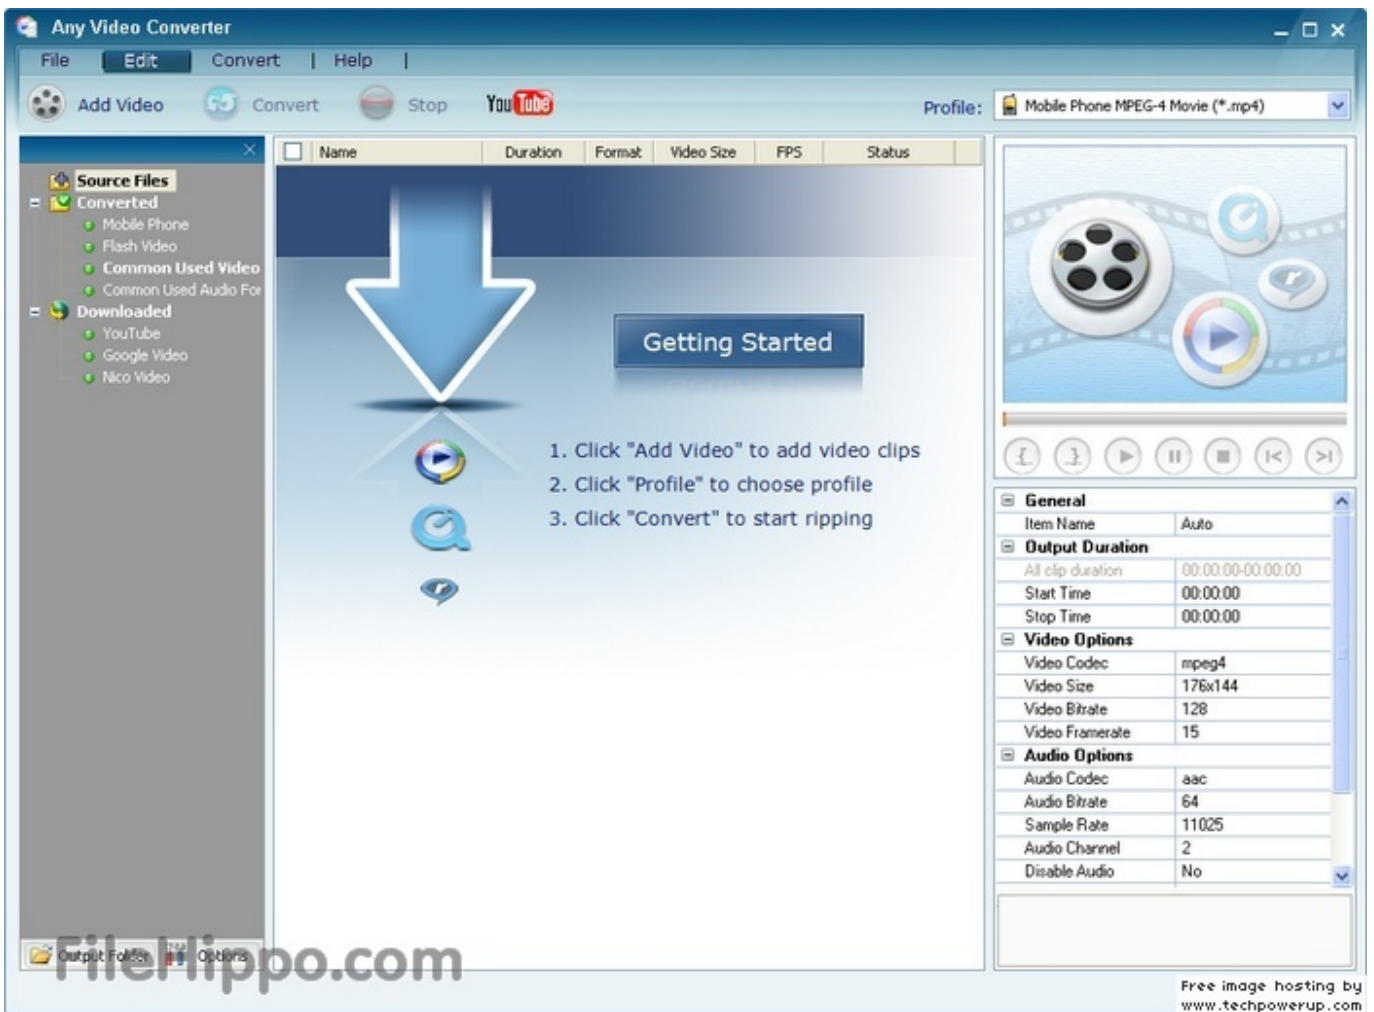 Any Video Converter
File | Edit Convert | Help |
Add Video Convert Stop You Tube Profile: Mobile Phone MPEG-4 Movie (*.mp4)
Name Duration Format Video Size FPS Status
Source Files
Converted
Mobile Phone
Flash Video
Common Used Video
Common Used Audio For
Downloaded
YouTube
Google Video
Nico Video
Getting Started
1. Click "Add Video" to add video clips
2. Click "Profile" to choose profile
3. Click "Convert" to start ripping
General
Item Name Auto
Output Duration
All clip duration 00:00:00-00:00:00
Start Time 00:00:00
Stop Time 00:00:00
Video Options
Video Codec mpeg4
Video Size 176x144
Video Bitrate 128
Video Framerate 15
Audio Options
Audio Codec aac
Audio Bitrate 64
Sample Rate 11025
Audio Channel 2
Disable Audio No
Output Folder Options
FileHippo.com
Free image hosting by
www.techpowerup.com